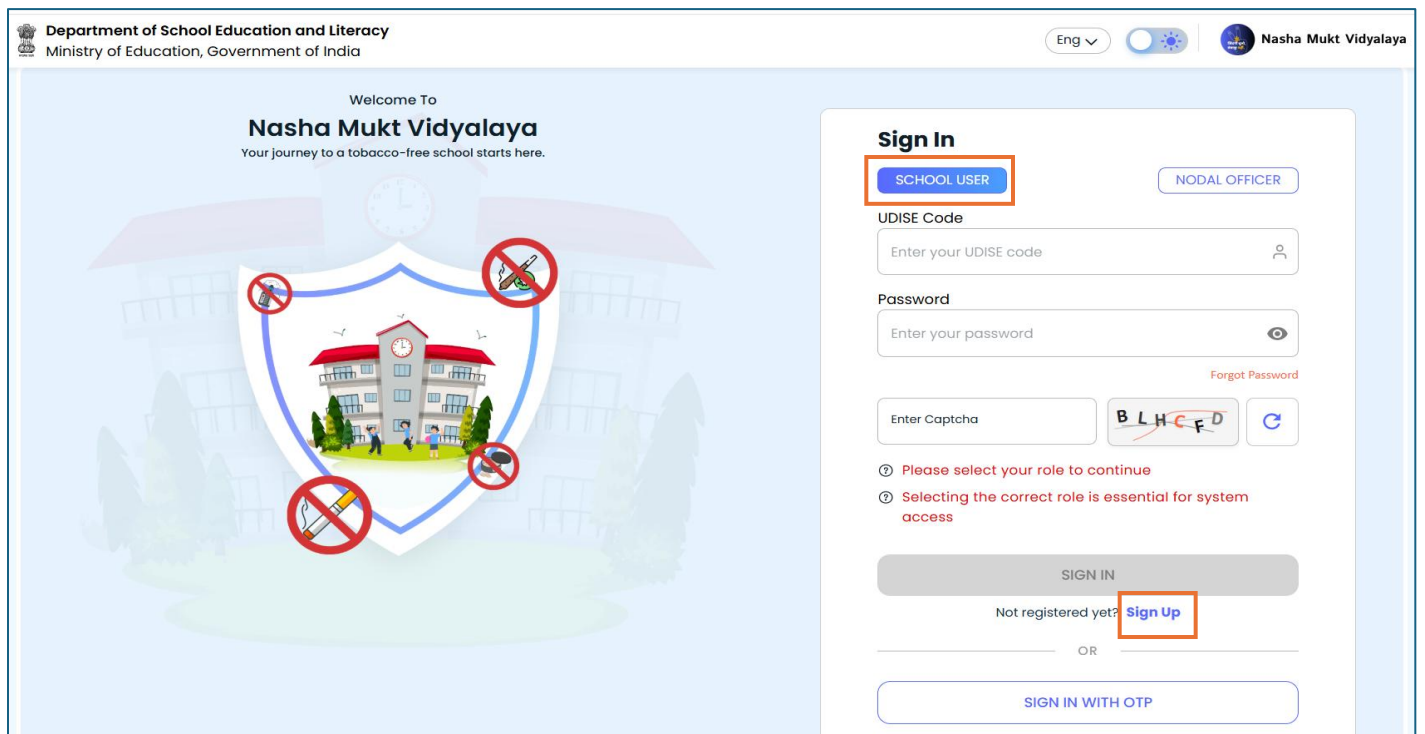 Department of School Education and Literacy
Ministry of Education, Government of India
Eng
Nasha Mukt Vidyalaya
Welcome To
Nasha Mukt Vidyalaya
Your journey to a tobacco-free school starts here.
Sign In
SCHOOL USER
NODAL OFFICER
UDISE Code
Enter your UDISE code
Password
Enter your password
Forgot Password
Enter Captcha
B L H C F D
Please select your role to continue
Selecting the correct role is essential for system
access
SIGN IN
Not registered yet? Sign Up
OR
SIGN IN WITH OTP